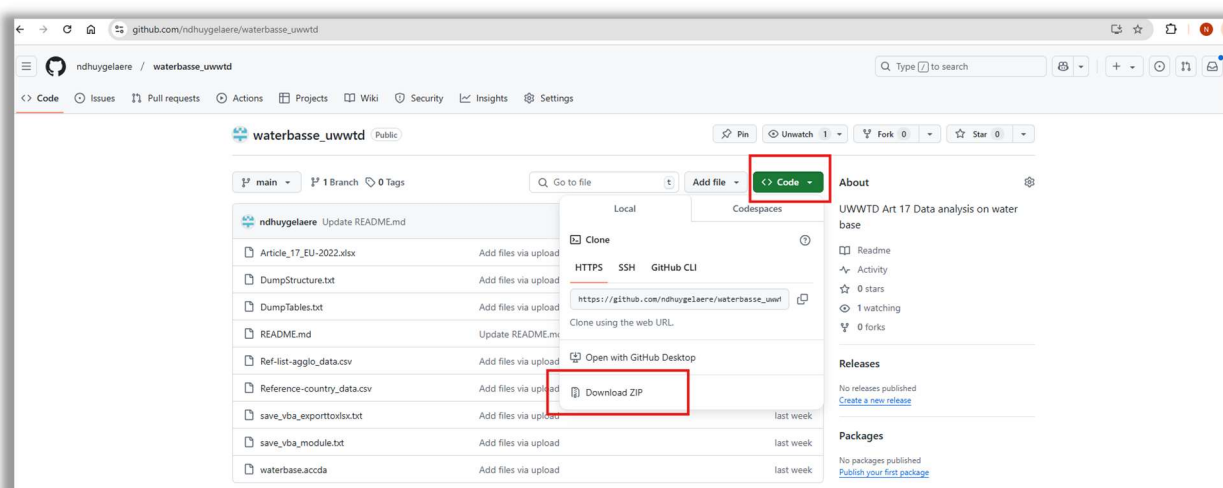 github.com/ndhuygelaere/waterbasse_uwwtd
N
ndhuygelaere / waterbasse_uwwtd
Type / to search
Code Issues Pull requests Actions Projects Wiki Security Insights Settings
waterbasse_uwwtd Public
Pin Unwatch 1 Fork 0 Star 0
main 1 Branch 0 Tags
Go to file t
Add file
<> Code
About
Local Codespaces
UWWTD Art 17 Data analysis on water
base
ndhuygelaere Update README.md
Clone
Readme
Article_17_EU-2022.xlsx Add files via upload
HTTPS SSH GitHub CLI
Activity
DumpStructure.txt Add files via upload
0 stars
https://github.com/ndhuygelaere/waterbasse_uww
1 watching
DumpTables.txt Add files via upload
Clone using the web URL.
0 forks
README.md Update README.m
Open with GitHub Desktop
Ref-list-agglo_data.csv Add files via upload
Releases
Reference-country_data.csv Add files via upload
Download ZIP
No releases published
Create a new release
save_vba_exporttoxlsx.txt Add files via upload last week
save_vba_module.txt Add files via upload last week
Packages
waterbase.accda Add files via upload last week
No packages published
Publish your first package